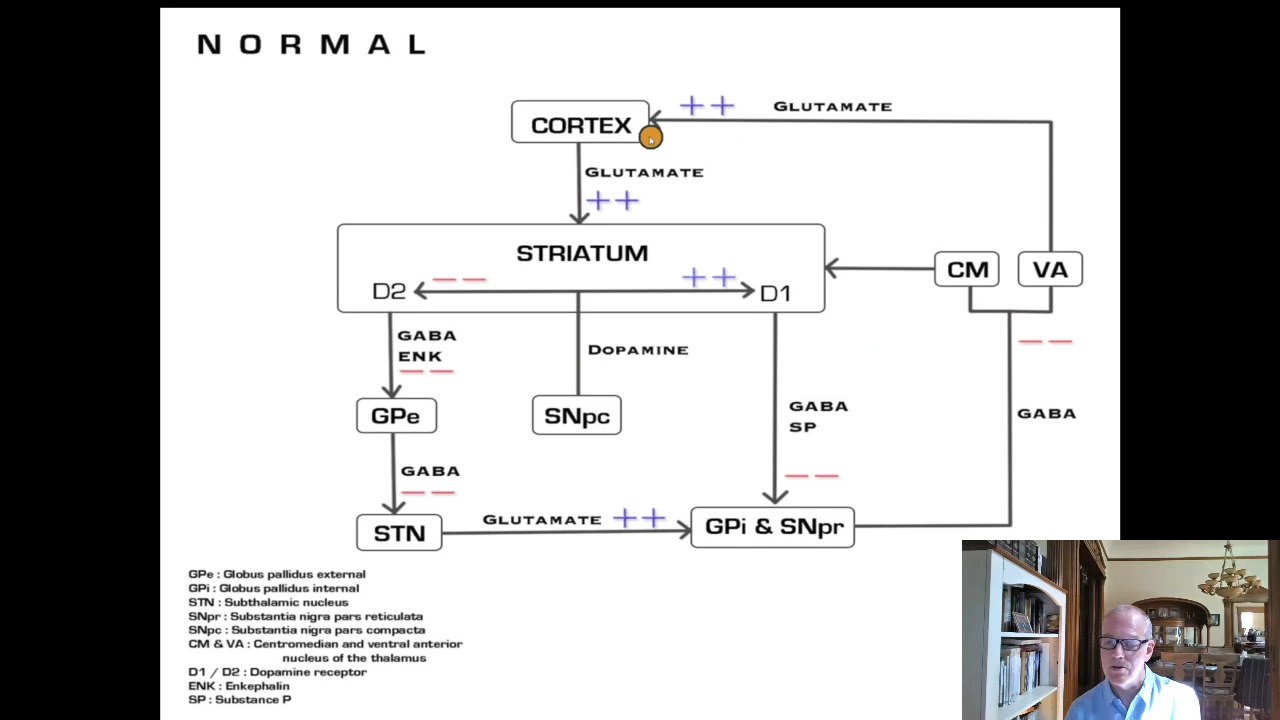 NORMAL
++ GLUTAMATE
CORTEX
GLUTAMATE
++
STRIATUM
D2 — — ++ D1
CM VA
GABA
ENK
— —
DOPAMINE
— —
GPe
SNpc
GABA
SP
GABA
GABA
— —
— —
STN
GLUTAMATE ++
GPi & SNpr
GPe : Globus pallidus external
GPi : Globus pallidus internal
STN : Subthalamic nucleus
SNpr : Substantia nigra pars reticulata
SNpc : Substantia nigra pars compacta
CM & VA : Centromedian and ventral anterior
nucleus of the thalamus
D1 / D2 : Dopamine receptor
ENK : Enkephalin
SP : Substance P